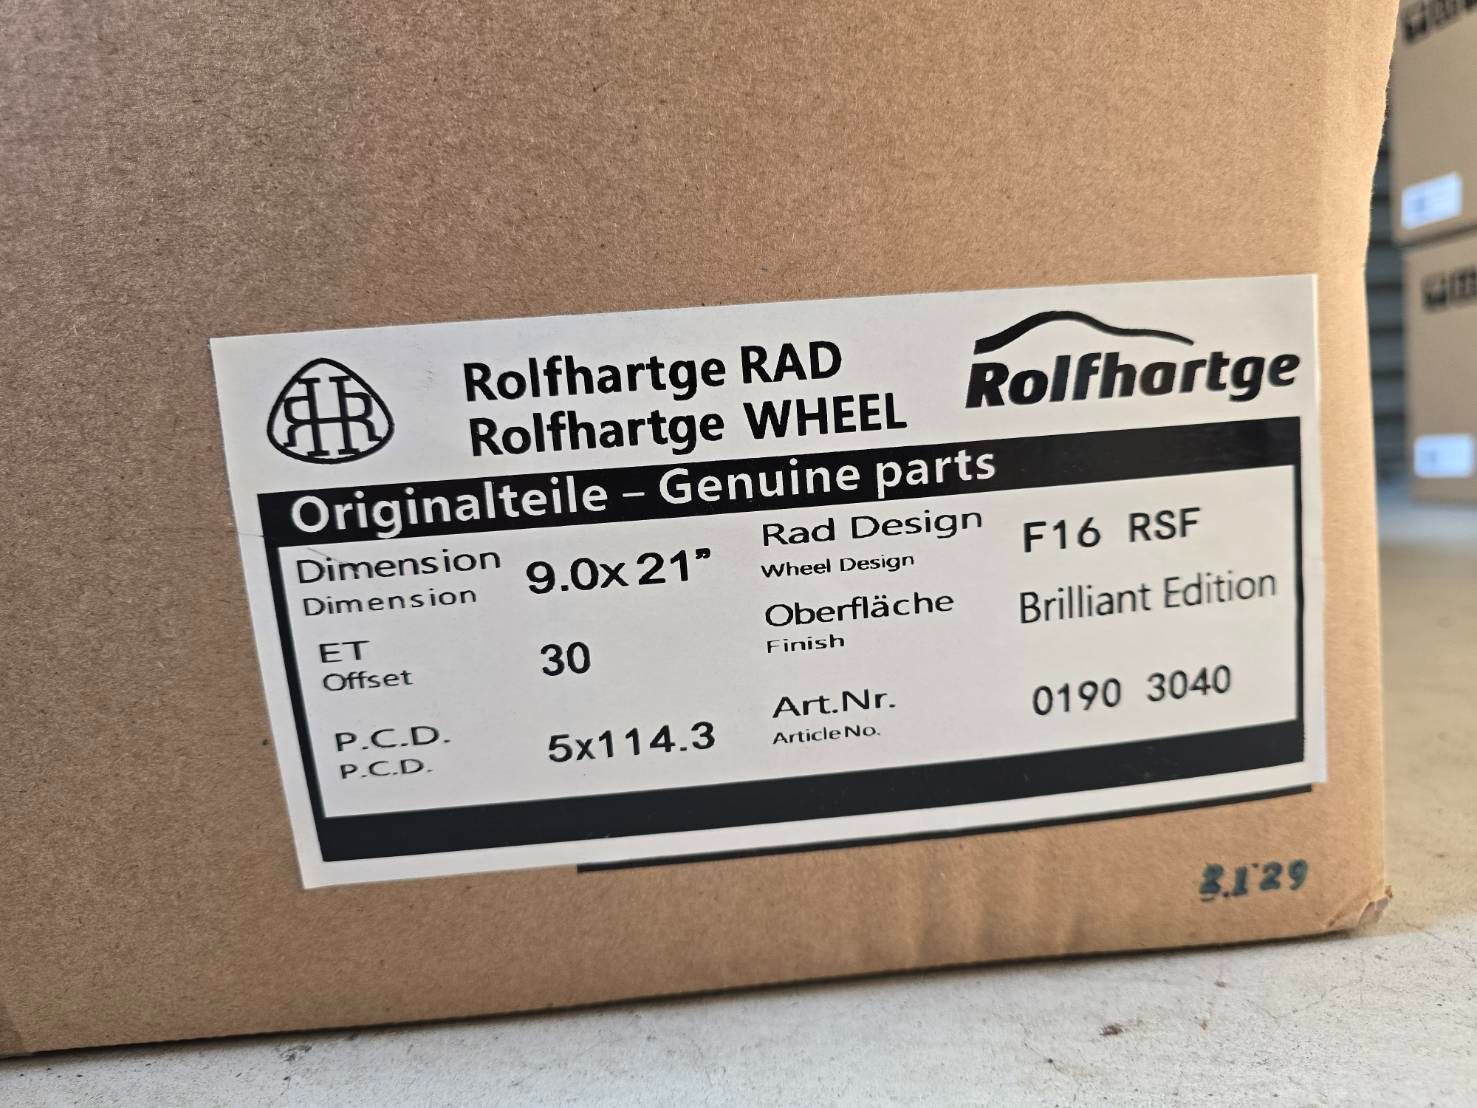 Rolfhartge RAD
Rolfhartge WHEEL
Rolfhartge
Originalteile – Genuine parts
Dimension
Dimension
9.0x21”
ET
Offset
30
P.C.D.
P.C.D.
5x114.3
Rad Design
Wheel Design
F16 RSF
Oberfläche
Finish
Brilliant Edition
Art.Nr.
Article No.
0190 3040